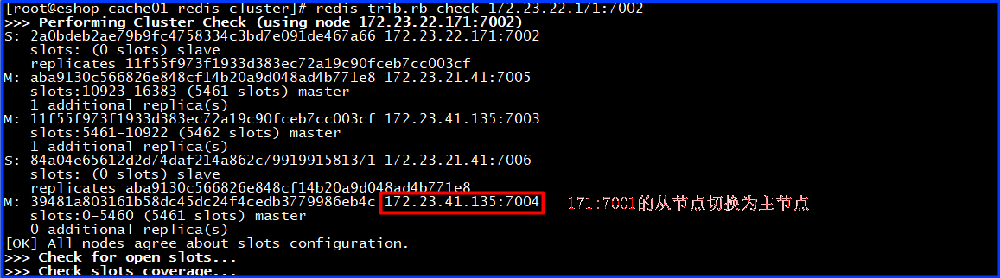 [root@eshop-cache01 redis-cluster]# redis-trib.rb check 172.23.22.171:7002
>>> Performing Cluster Check (using node 172.23.22.171:7002)
S: 2a0bdeb2ae79b9fc4758334c3bd7e091de467a66 172.23.22.171:7002
slots: (0 slots) slave
replicates 11f55f973f1933d383ec72a19c90fceb7cc003cf
M: aba9130c566826e848cf14b20a9d048ad4b771e8 172.23.21.41:7005
slots:10923-16383 (5461 slots) master
1 additional replica(s)
M: 11f55f973f1933d383ec72a19c90fceb7cc003cf 172.23.41.135:7003
slots:5461-10922 (5462 slots) master
1 additional replica(s)
S: 84a04e65612d2d74daf214a862c7991991581371 172.23.21.41:7006
slots: (0 slots) slave
replicates aba9130c566826e848cf14b20a9d048ad4b771e8
M: 39481a803161b58dc45dc24f4cedb3779986eb4c 172.23.41.135:7004 171:7001的从节点切换为主节点
slots:0-5460 (5461 slots) master
0 additional replica(s)
[OK] All nodes agree about slots configuration.
>>> Check for open slots...
>>> Check slots coverage...